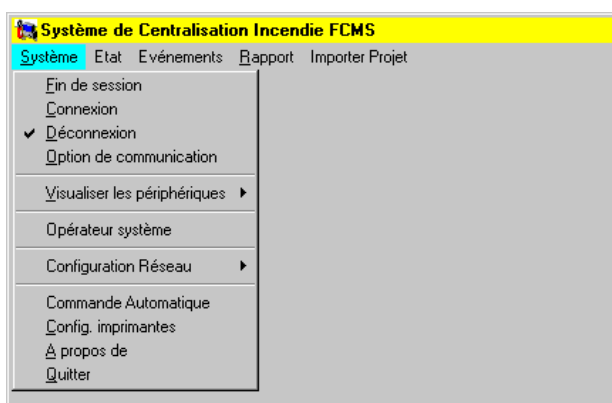 Système de Centralisation Incendie FCMS
Système Etat Evénements Rapport Importer Projet
Fin de session
Connexion
Déconnexion
Option de communication
Visualiser les périphériques
Opérateur système
Configuration Réseau
Commande Automatique
Config. imprimantes
A propos de
Quitter